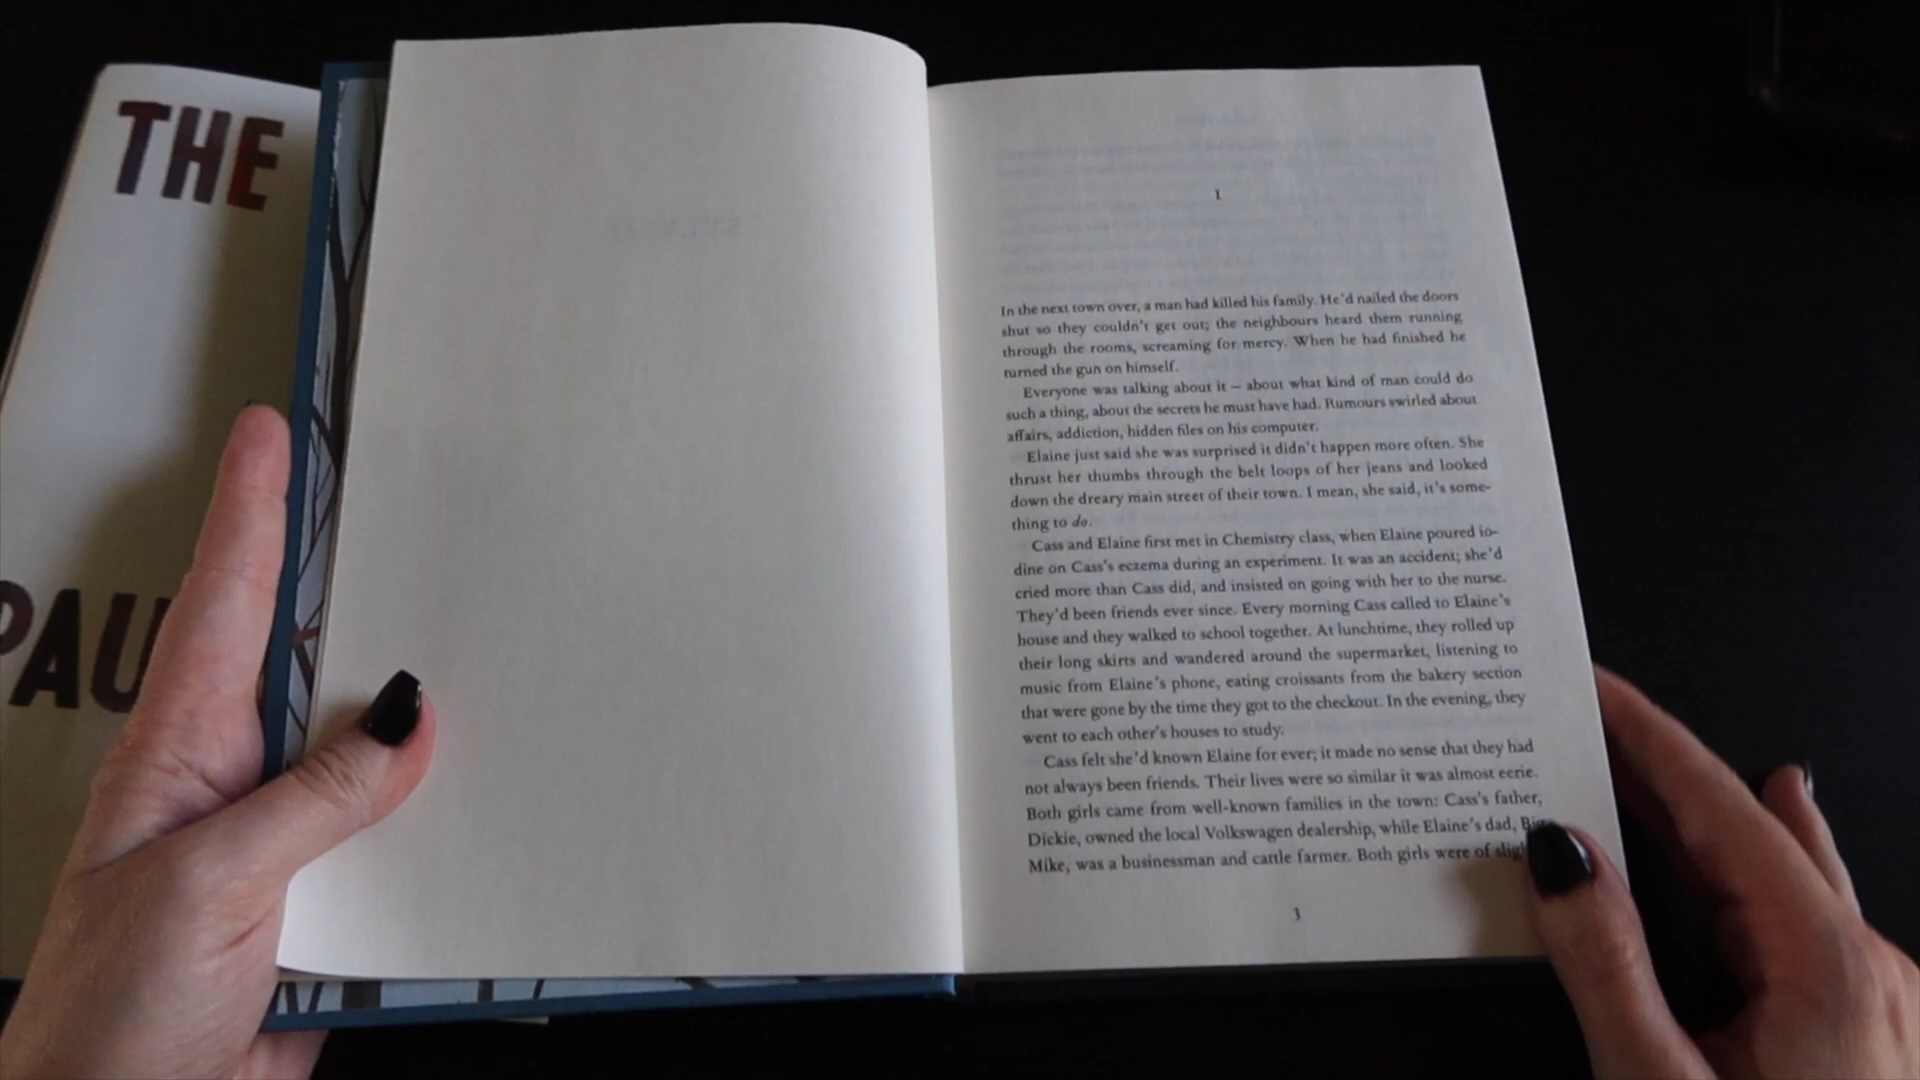 THE
PAU
1
In the next town over, a man had killed his family. He'd nailed the doors
shut so they couldn't get out; the neighbours heard them running
through the rooms, screaming for mercy. When he had finished he
turned the gun on himself.
Everyone was talking about it – about what kind of man could do
such a thing, about the secrets he must have had. Rumours swirled about
affairs, addiction, hidden files on his computer.
Elaine just said she was surprised it didn't happen more often. She
thrust her thumbs through the belt loops of her jeans and looked
down the dreary main street of their town. I mean, she said, it's some-
thing to do.
Cass and Elaine first met in Chemistry class, when Elaine poured io-
dine on Cass's eczema during an experiment. It was an accident; she'd
cried more than Cass did, and insisted on going with her to the nurse.
They'd been friends ever since. Every morning Cass called to Elaine's
house and they walked to school together. At lunchtime, they rolled up
their long skirts and wandered around the supermarket, listening to
music from Elaine's phone, eating croissants from the bakery section
that were gone by the time they got to the checkout. In the evening, they
went to each other's houses to study.
Cass felt she'd known Elaine for ever; it made no sense that they had
not always been friends. Their lives were so similar it was almost eerie.
Both girls came from well-known families in the town: Cass's father,
Dickie, owned the local Volkswagen dealership, while Elaine's dad, Big
Mike, was a businessman and cattle farmer. Both girls were of
3